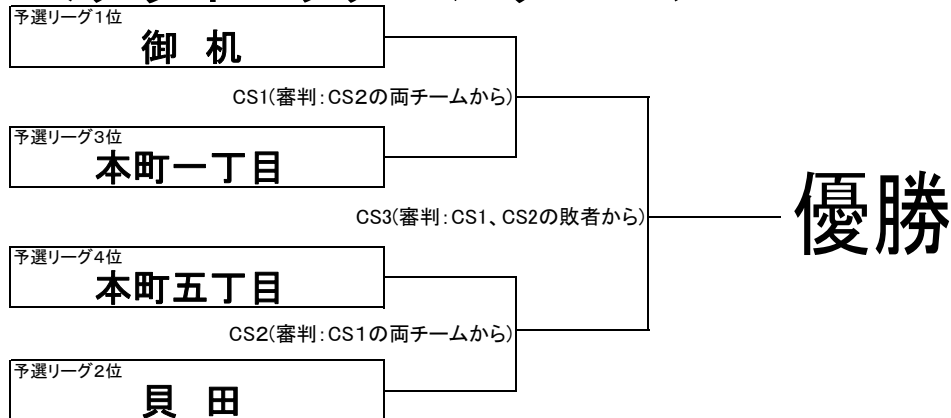 予選リーグ1位
御 机
CS1(審判:CS2の両チームから)
予選リーグ3位
本町一丁目
CS3(審判:CS1、CS2の敗者から)
優勝
予選リーグ4位
本町五丁目
CS2(審判:CS1の両チームから)
予選リーグ2位
貝 田